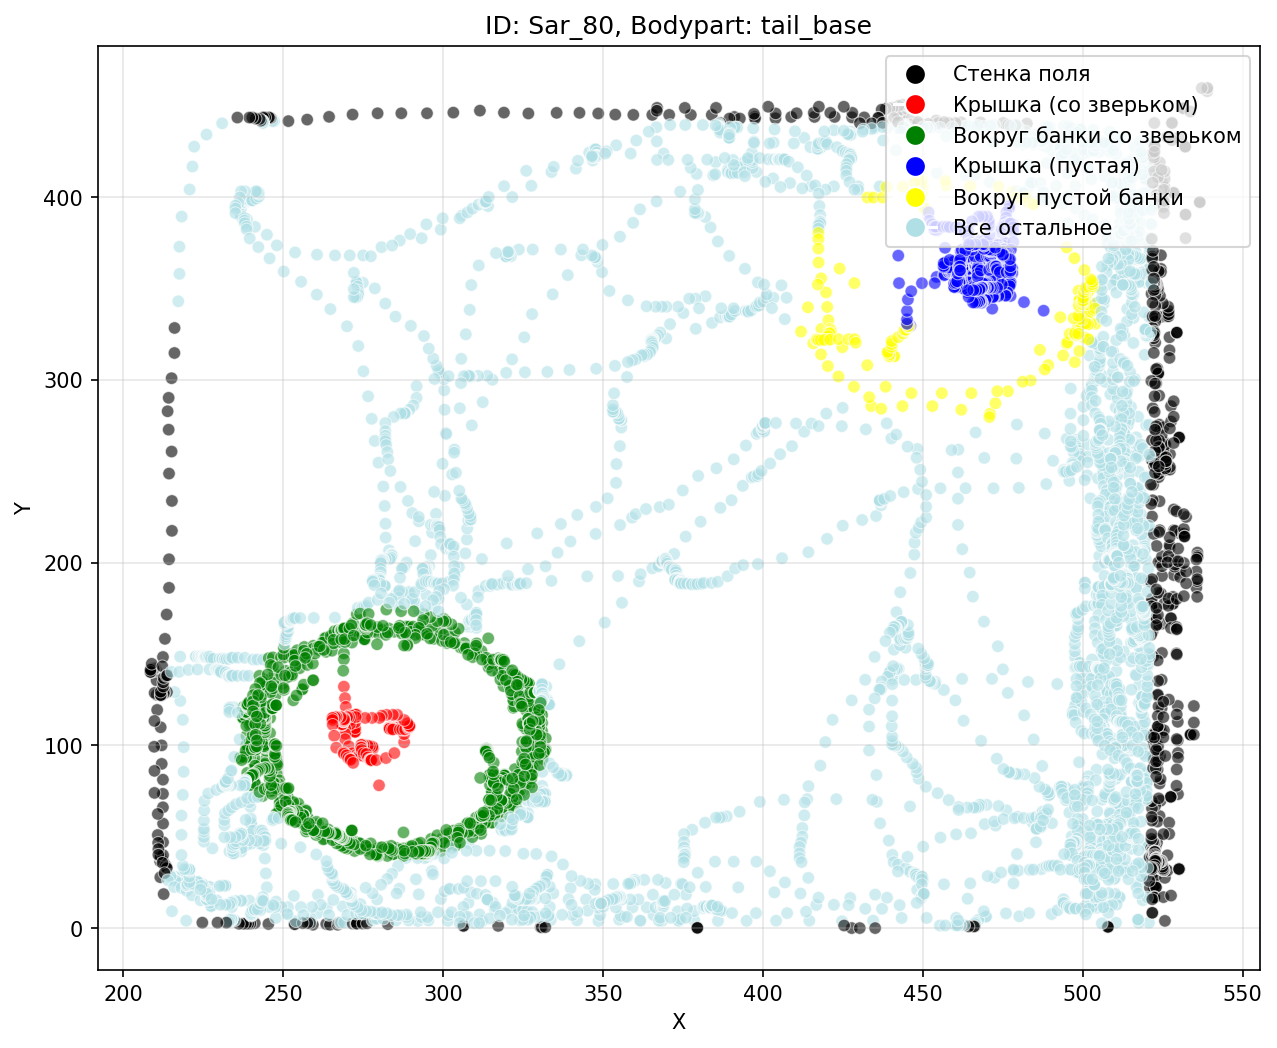 ID: Sar_80, Bodypart: tail_base
Стенка поля
Крышка (со зверьком)
Вокруг банки со зверьком
Крышка (пустая)
Вокруг пустой банки
Все остальное
400
300
200
100
0
Y
200 250 300 350 400 450 500 550
X